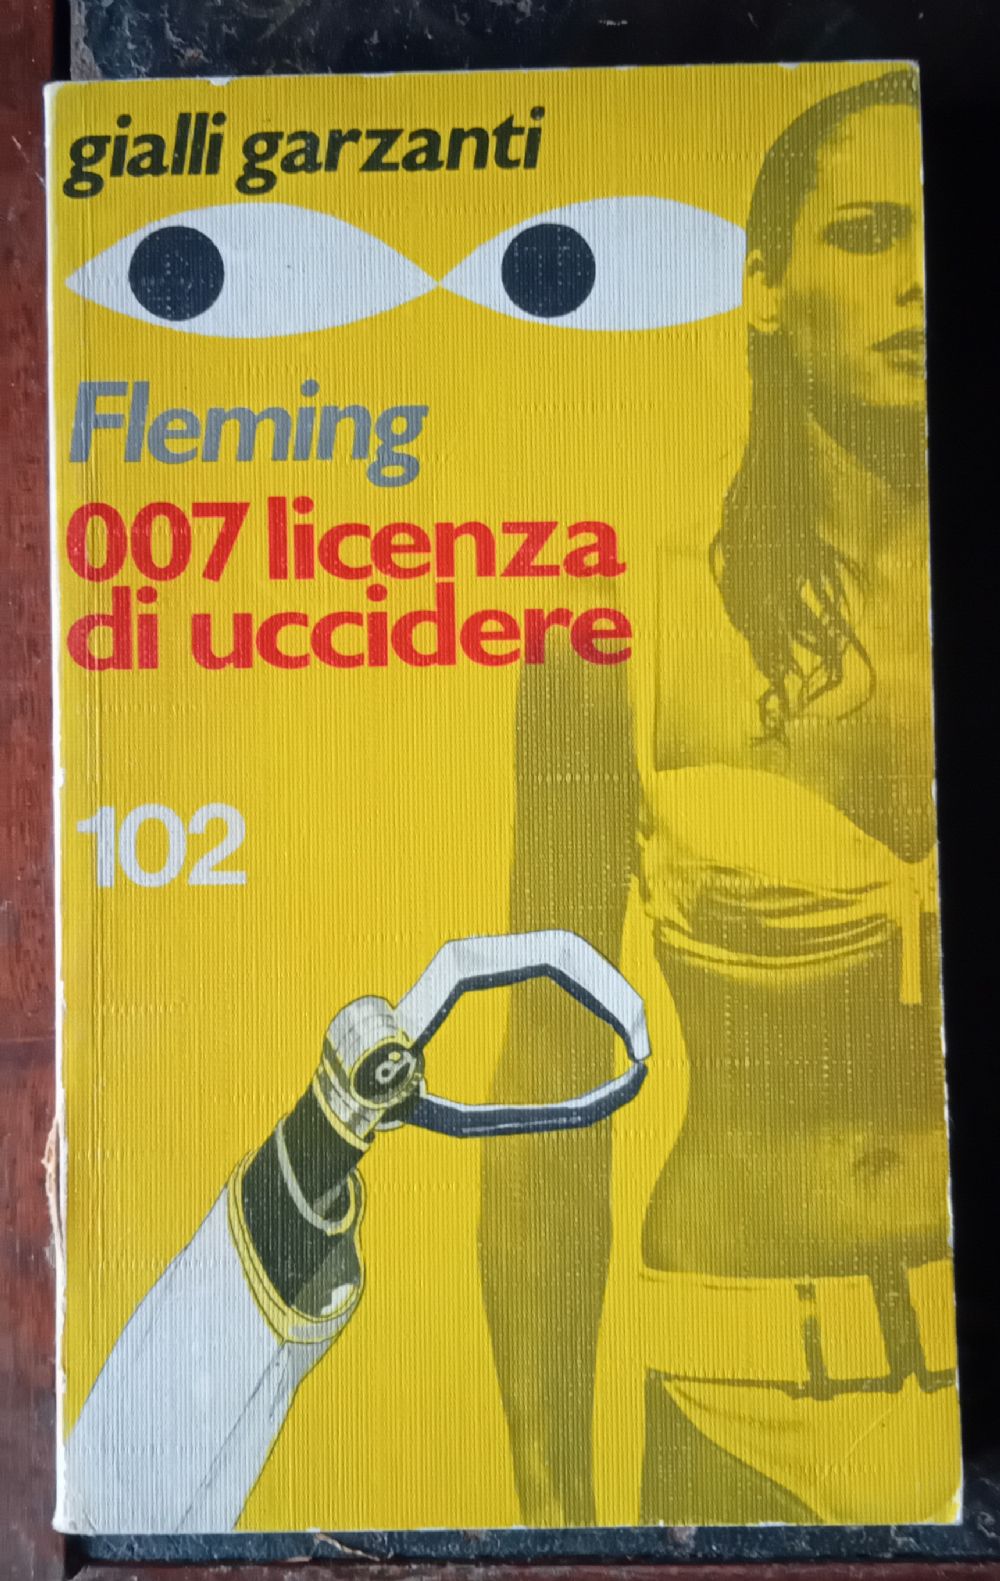 gialli garzanti
Fleming
007 licenza
di uccidere
102